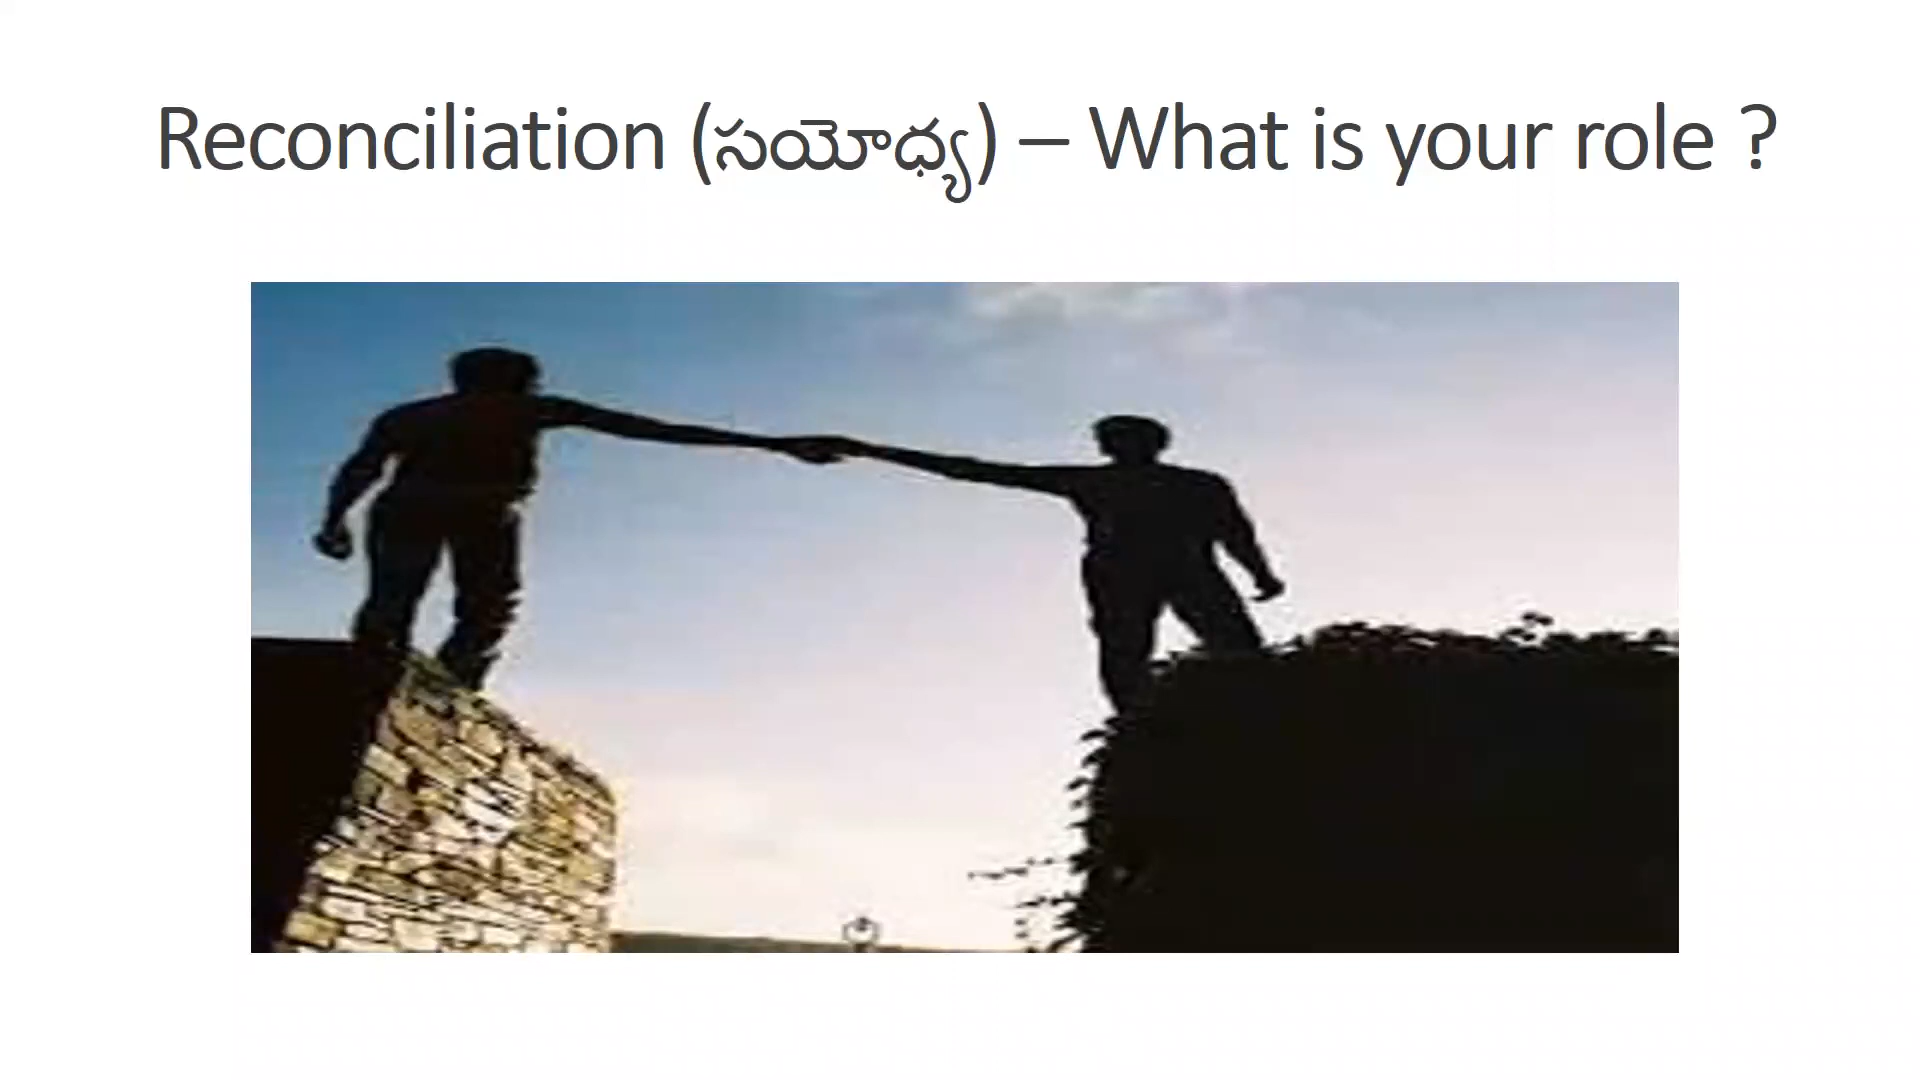 Reconciliation (సయోధ్య) – What is your role ?